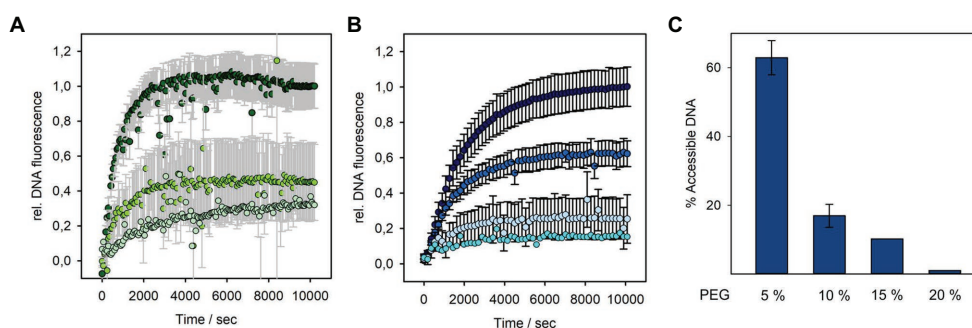 A
1,2
1,0
0,8
0,6
0,4
0,2
0,0
rel. DNA fluorescence
0 2000 4000 6000 8000 10000
Time / sec
B
1,2
1,0
0,8
0,6
0,4
0,2
0,0
rel. DNA fluorescence
0 2000 4000 6000 8000 10000
Time / sec
C
60
40
20
% Accessible DNA
PEG 5 % 10 % 15 % 20 %